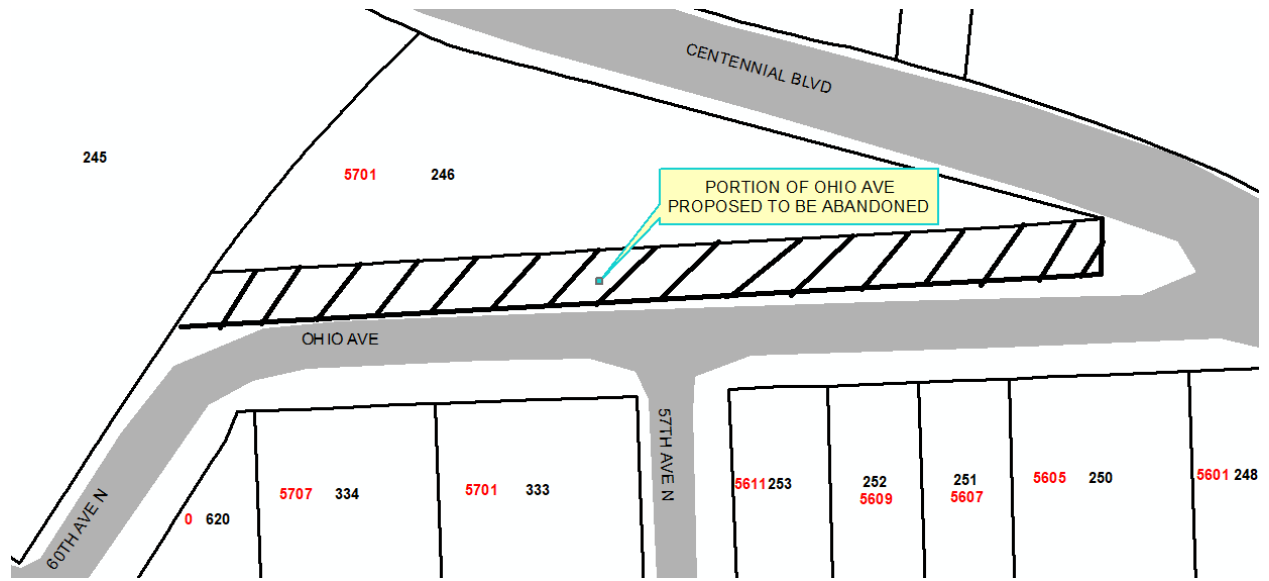 CENTENNIAL BLVD
245
5701 246
PORTION OF OHIO AVE
PROPOSED TO BE ABANDONED
OHIO AVE
57TH AVE N
60TH AVE N
5707 334
5701 333
0 620
5611 253
252
5609
251
5607
5605 250
5601 248